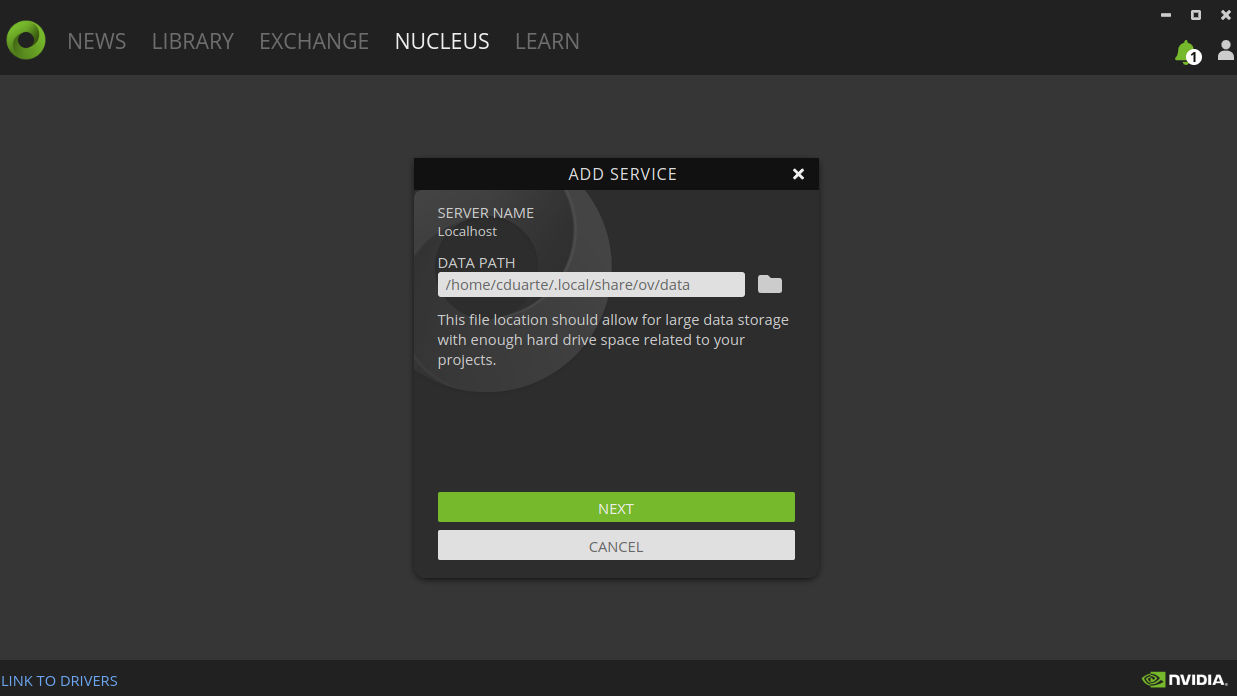 NEWS LIBRARY EXCHANGE NUCLEUS LEARN
1
ADD SERVICE
SERVER NAME
Localhost
DATA PATH
/home/cduarte/.local/share/ov/data
This file location should allow for large data storage
with enough hard drive space related to your
projects.
NEXT
CANCEL
LINK TO DRIVERS
NVIDIA.